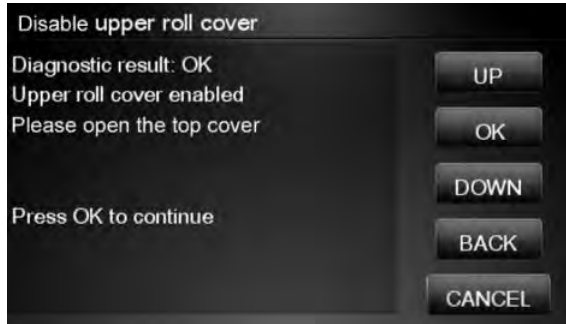 Disable upper roll cover
Diagnostic result: OK
Upper roll cover enabled
Please open the top cover
Press OK to continue
UP
OK
DOWN
BACK
CANCEL